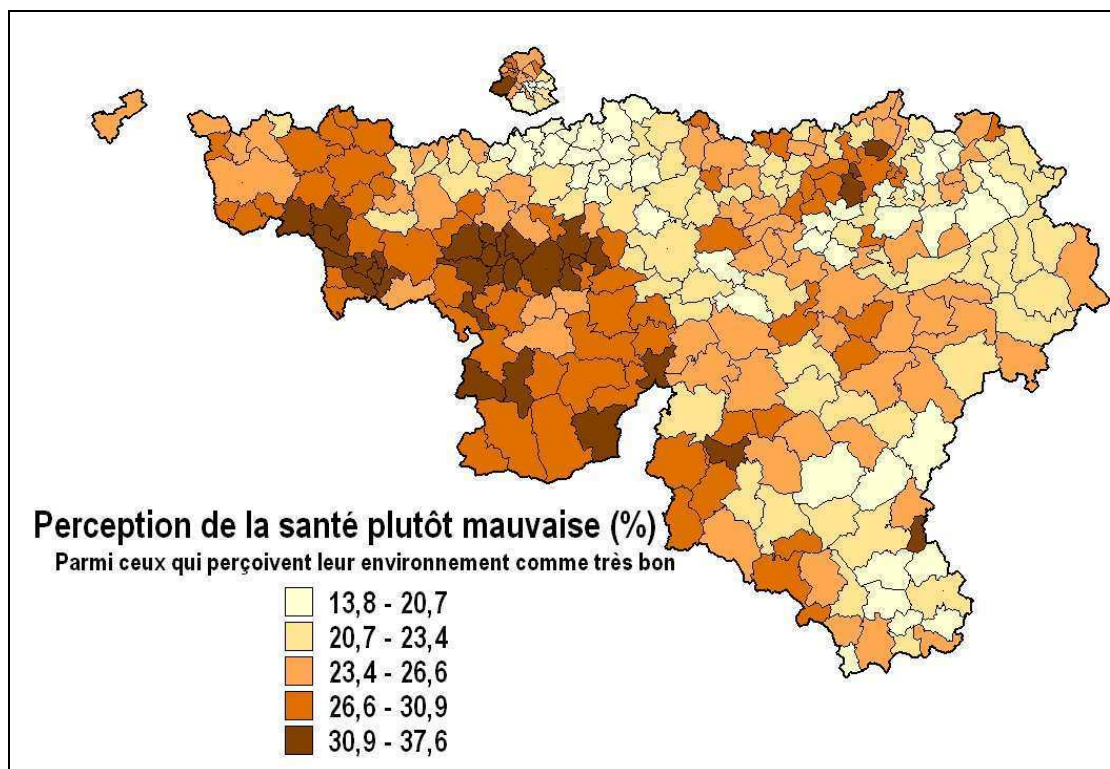 Perception de la santé plutôt mauvaise (%)
Parmi ceux qui perçoivent leur environnement comme très bon
13,8 - 20,7
20,7 - 23,4
23,4 - 26,6
26,6 - 30,9
30,9 - 37,6